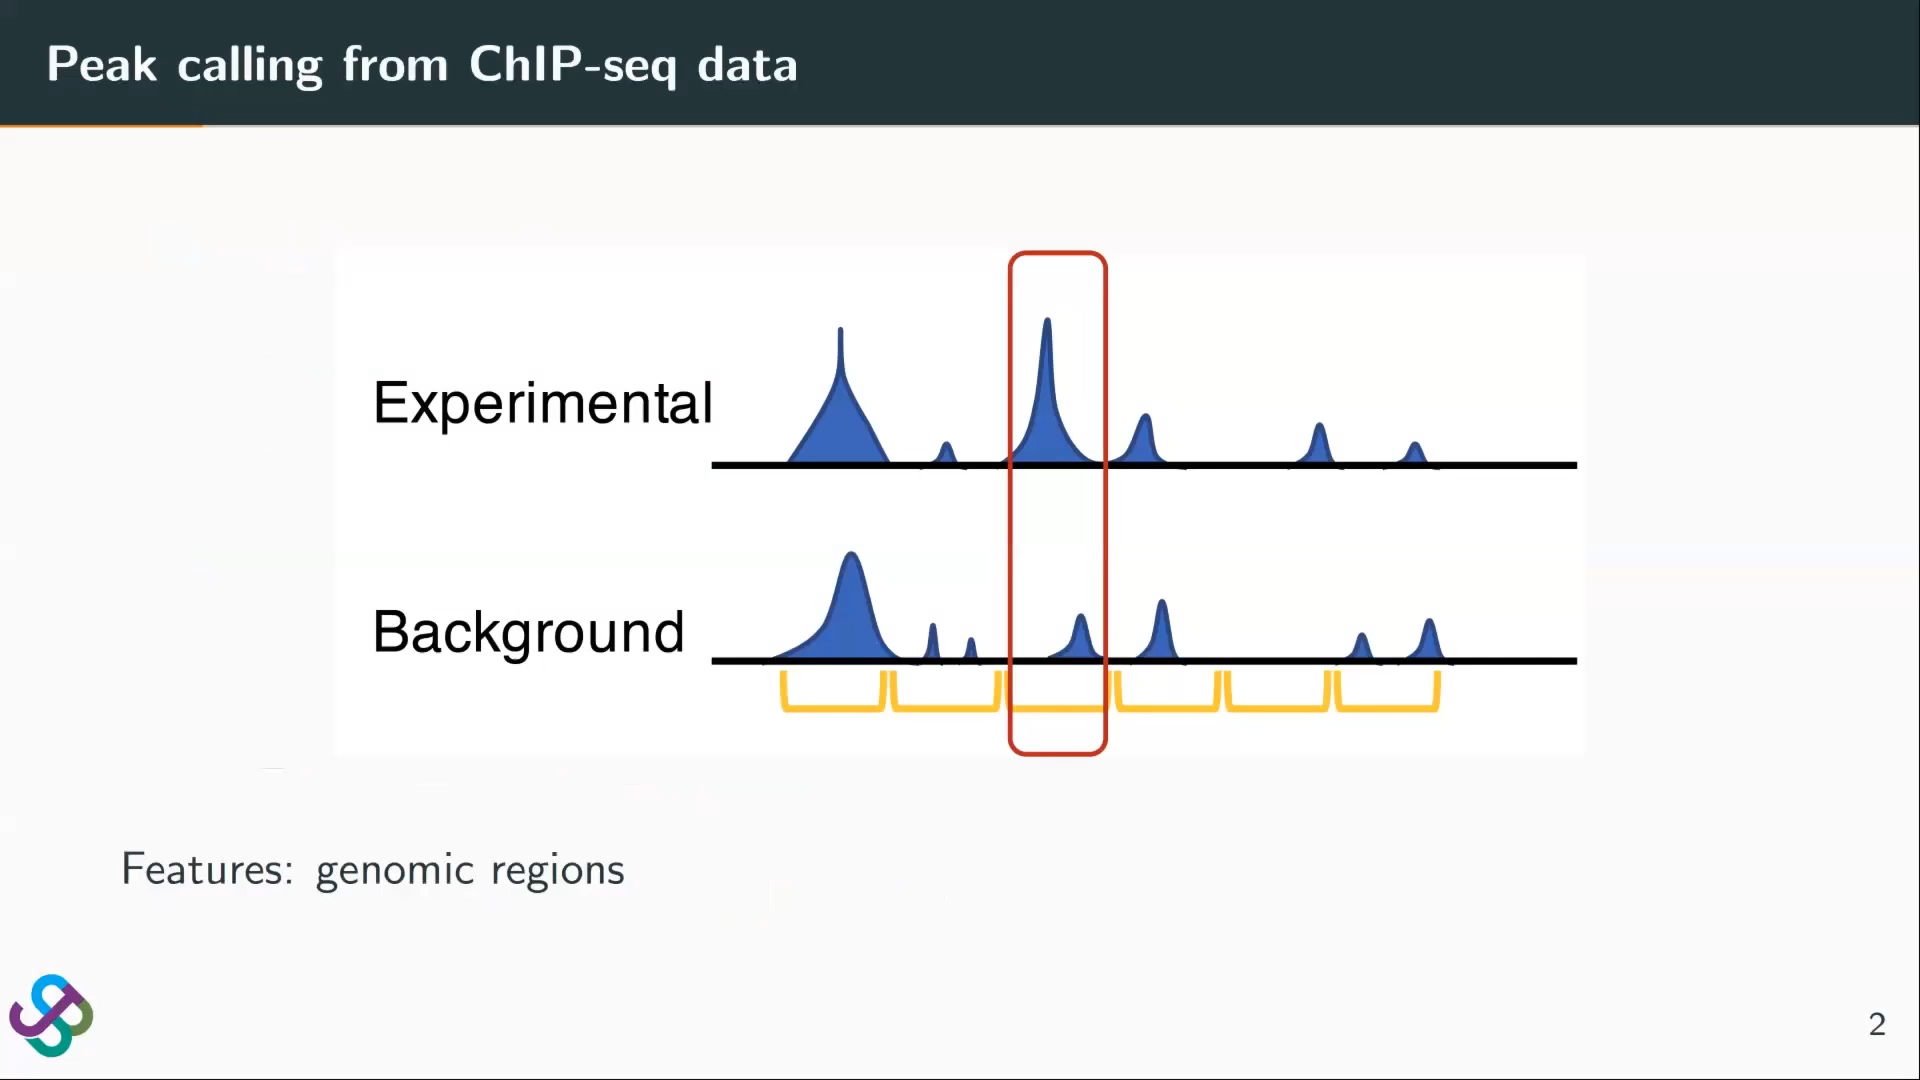 Peak calling from ChIP-seq data
Experimental
Background
Features: genomic regions
2